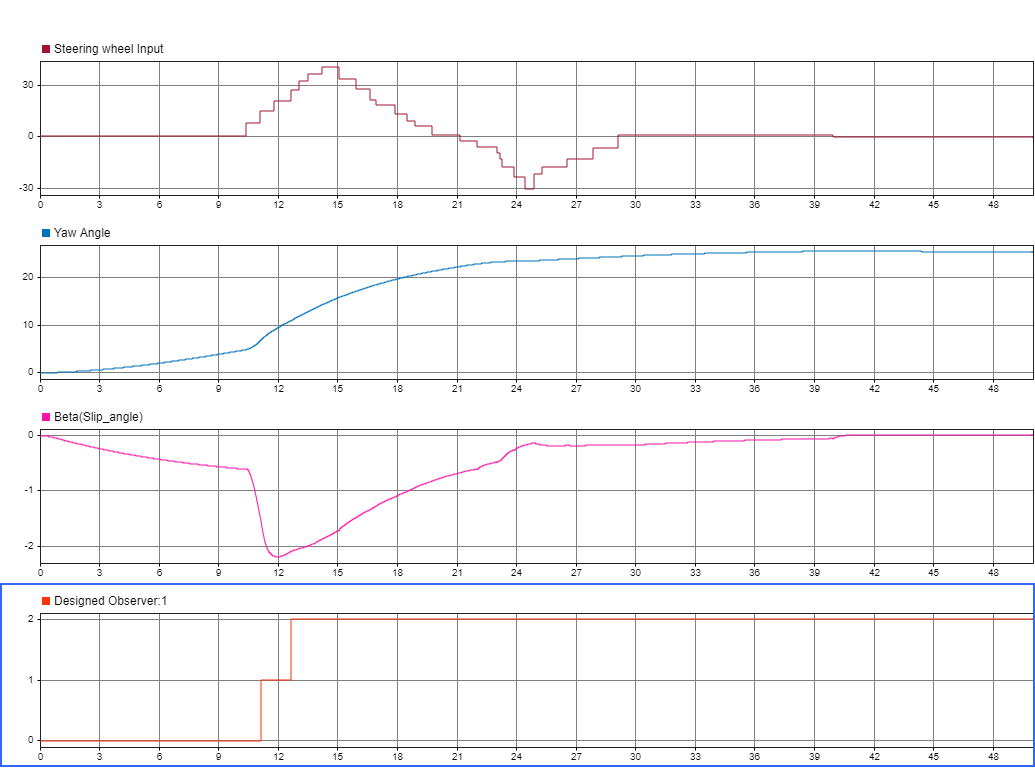 Steering wheel Input
30
0
-30
0 3 6 9 12 15 18 21 24 27 30 33 36 39 42 45 48
Yaw Angle
20
10
0
0 3 6 9 12 15 18 21 24 27 30 33 36 39 42 45 48
Beta(Slip_angle)
0
-1
-2
0 3 6 9 12 15 18 21 24 27 30 33 36 39 42 45 48
Designed Observer:1
2
1
0
0 3 6 9 12 15 18 21 24 27 30 33 36 39 42 45 48